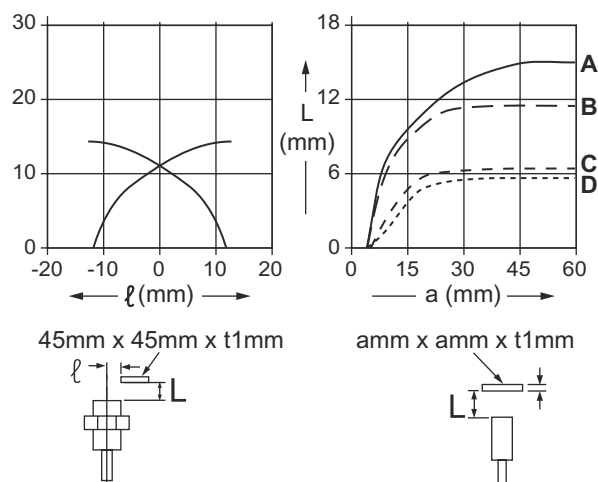 30
20
10
0
-20 -10 0 10 20
ℓ (mm)
18
12
6
0
L
(mm)
A
B
C
D
0 15 30 45 60
a (mm)
45mm x 45mm x t1mm
ℓ
L
amm x amm x t1mm
L